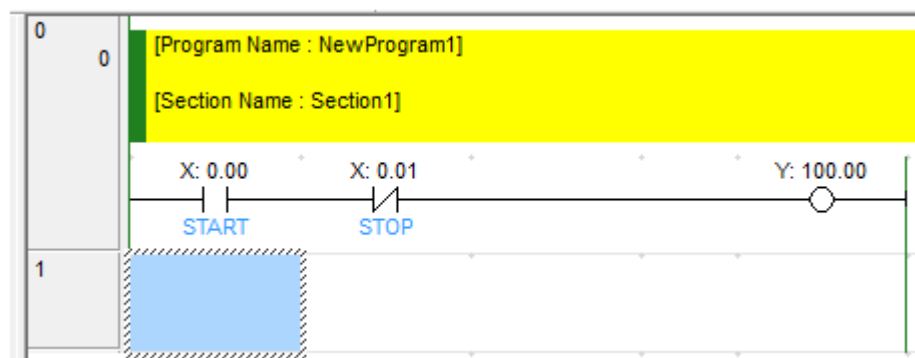 0
0
[Program Name : NewProgram1]
[Section Name : Section1]
X: 0.00
X: 0.01
Y: 100.00
START
STOP
1